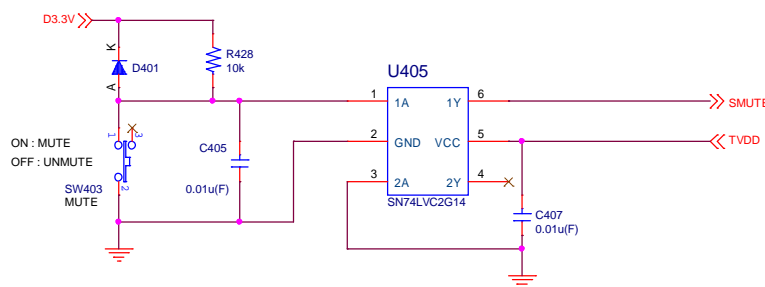 D3.3V
K
D401
A
R428
10k
U405
1
1A
1Y
6
SMUTE
2
GND
VCC
5
TVDD
3
2A
2Y
4
SN74LVC2G14
ON : MUTE
OFF : UNMUTE
1
3
2
SW403
MUTE
C405
0.01u(F)
C407
0.01u(F)